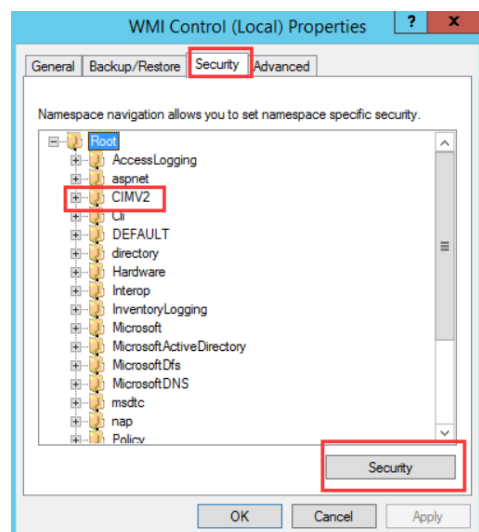 WMI Control (Local) Properties ? x
General Backup/Restore Security Advanced
Namespace navigation allows you to set namespace specific security.
Root
AccessLogging
aspnet
CIMV2
Cli
DEFAULT
directory
Hardware
Interop
InventoryLogging
Microsoft
MicrosoftActiveDirectory
MicrosoftDfs
MicrosoftDNS
msdtc
nap
Policy
Security
OK Cancel Apply